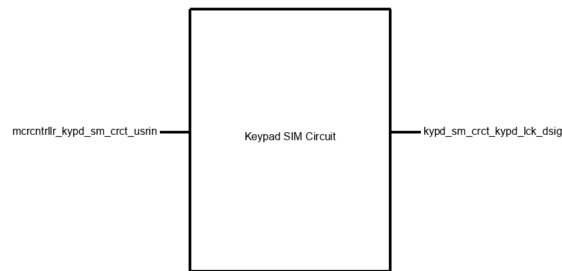 mcrcntrllr_kypd_sm_crct_usrin
Keypad SIM Circuit
kypd_sm_crct_kypd_lck_dsig